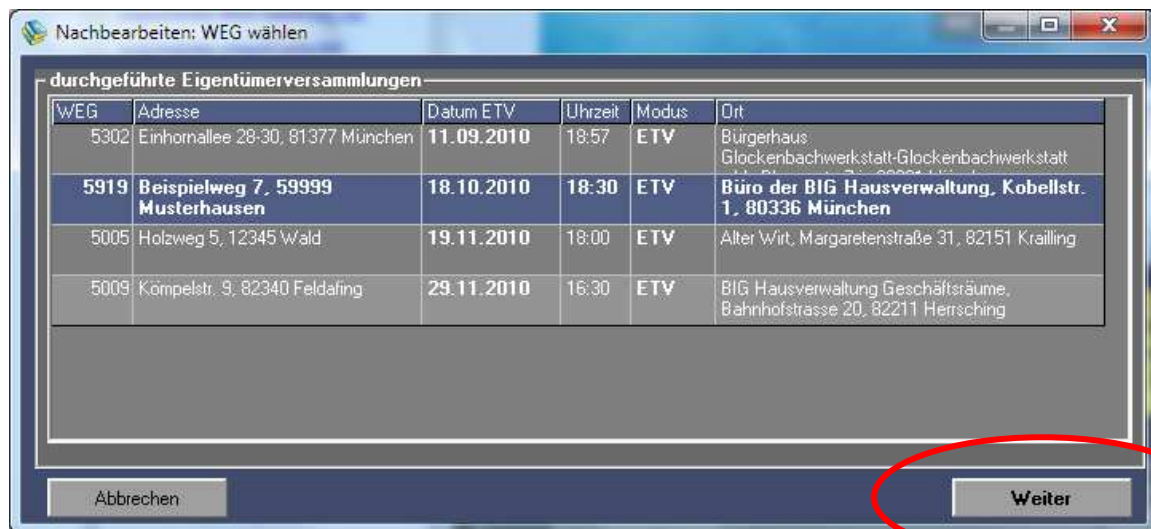 Nachbearbeiten: WEG wählen
durchgeführte Eigentümerversammlungen
WEG Adresse Datum ETV Uhrzeit Modus Ort
5302 Einhornallee 28-30, 81377 München 11.09.2010 18:57 ETV Bürgerhaus
Glockenbachwerkstatt-Glockenbachwerkstatt
5919 Beispielweg 7, 59999 18.10.2010 18:30 ETV Büro der BIG Hausverwaltung, Kobellstr.
Musterhausen 1, 80336 München
5005 Holzweg 5, 12345 Wald 19.11.2010 18:00 ETV Alter Wirt, Margaretenstraße 31, 82151 Krailling
5009 Kömpelstr. 9, 82340 Feldafing 29.11.2010 16:30 ETV BIG Hausverwaltung Geschäftsräume,
Bahnhofstrasse 20, 82211 Herrsching
Abbrechen Weiter